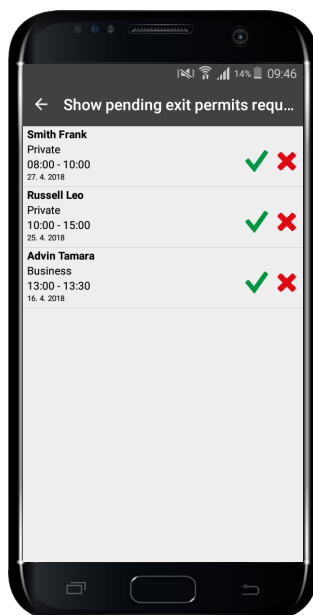 14% 09:46
Show pending exit permits requ...
Smith Frank
Private
08:00 - 10:00
27. 4. 2018
Russell Leo
Private
10:00 - 15:00
25. 4. 2018
Advin Tamara
Business
13:00 - 13:30
16. 4. 2018